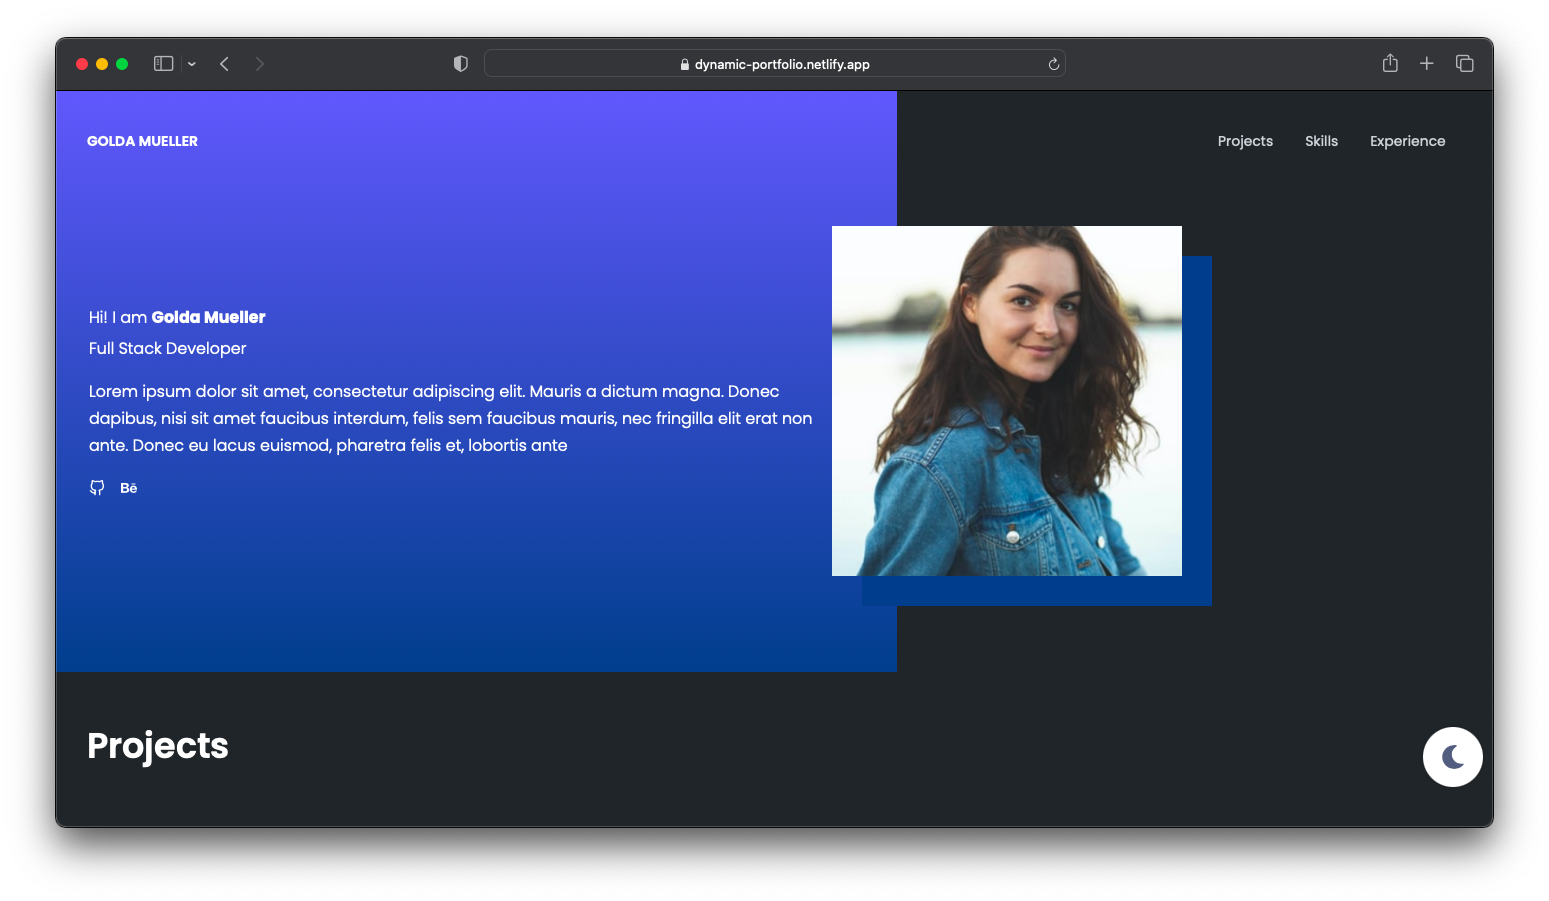 dynamic-portfolio.netlify.app
GOLDA MUELLER
Projects Skills Experience
Hi! I am Golda Mueller
Full Stack Developer
Lorem ipsum dolor sit amet, consectetur adipiscing elit. Mauris a dictum magna. Donec
dapibus, nisi sit amet faucibus interdum, felis sem faucibus mauris, nec fringilla elit erat non
ante. Donec eu lacus euismod, pharetra felis et, lobortis ante
Bē
Projects